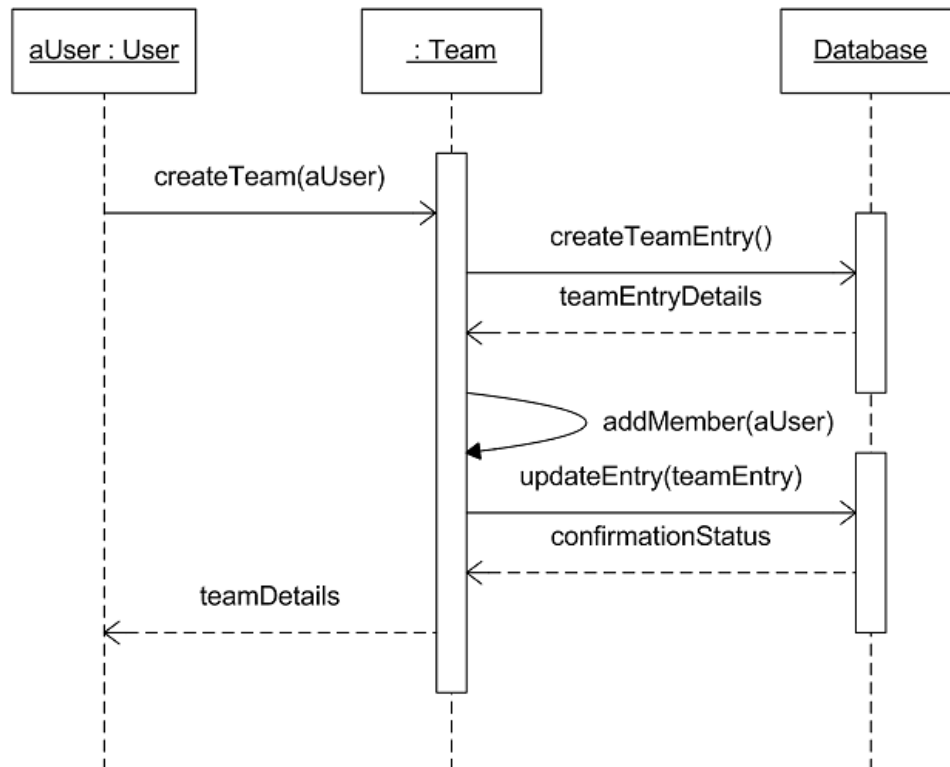 aUser : User
: Team
Database
createTeam(aUser)
createTeamEntry()
teamEntryDetails
addMember(aUser)
updateEntry(teamEntry)
confirmationStatus
teamDetails